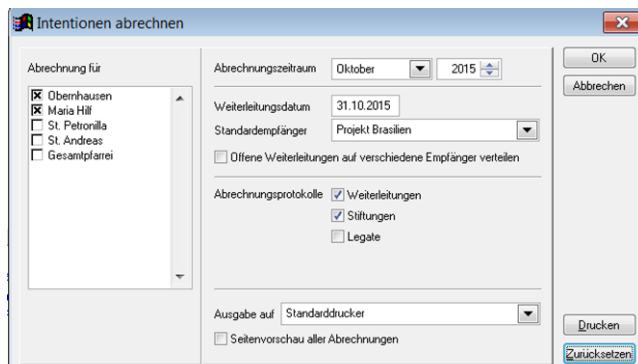 Intentionen abrechnen
Abrechnung für
Obernhausen
Maria Hilf
St. Petronilla
St. Andreas
Gesamtpfarrei
Abrechnungszeitraum Oktober 2015
Weiterleitungsdatum 31.10.2015
Standardempfänger Projekt Brasilien
Offene Weiterleitungen auf verschiedene Empfänger verteilen
Abrechnungsprotokolle Weiterleitungen
Stiftungen
Legate
Ausgabe auf Standarddrucker
Seitenvorschau aller Abrechnungen
OK
Abbrechen
Drucken
Zurücksetzen